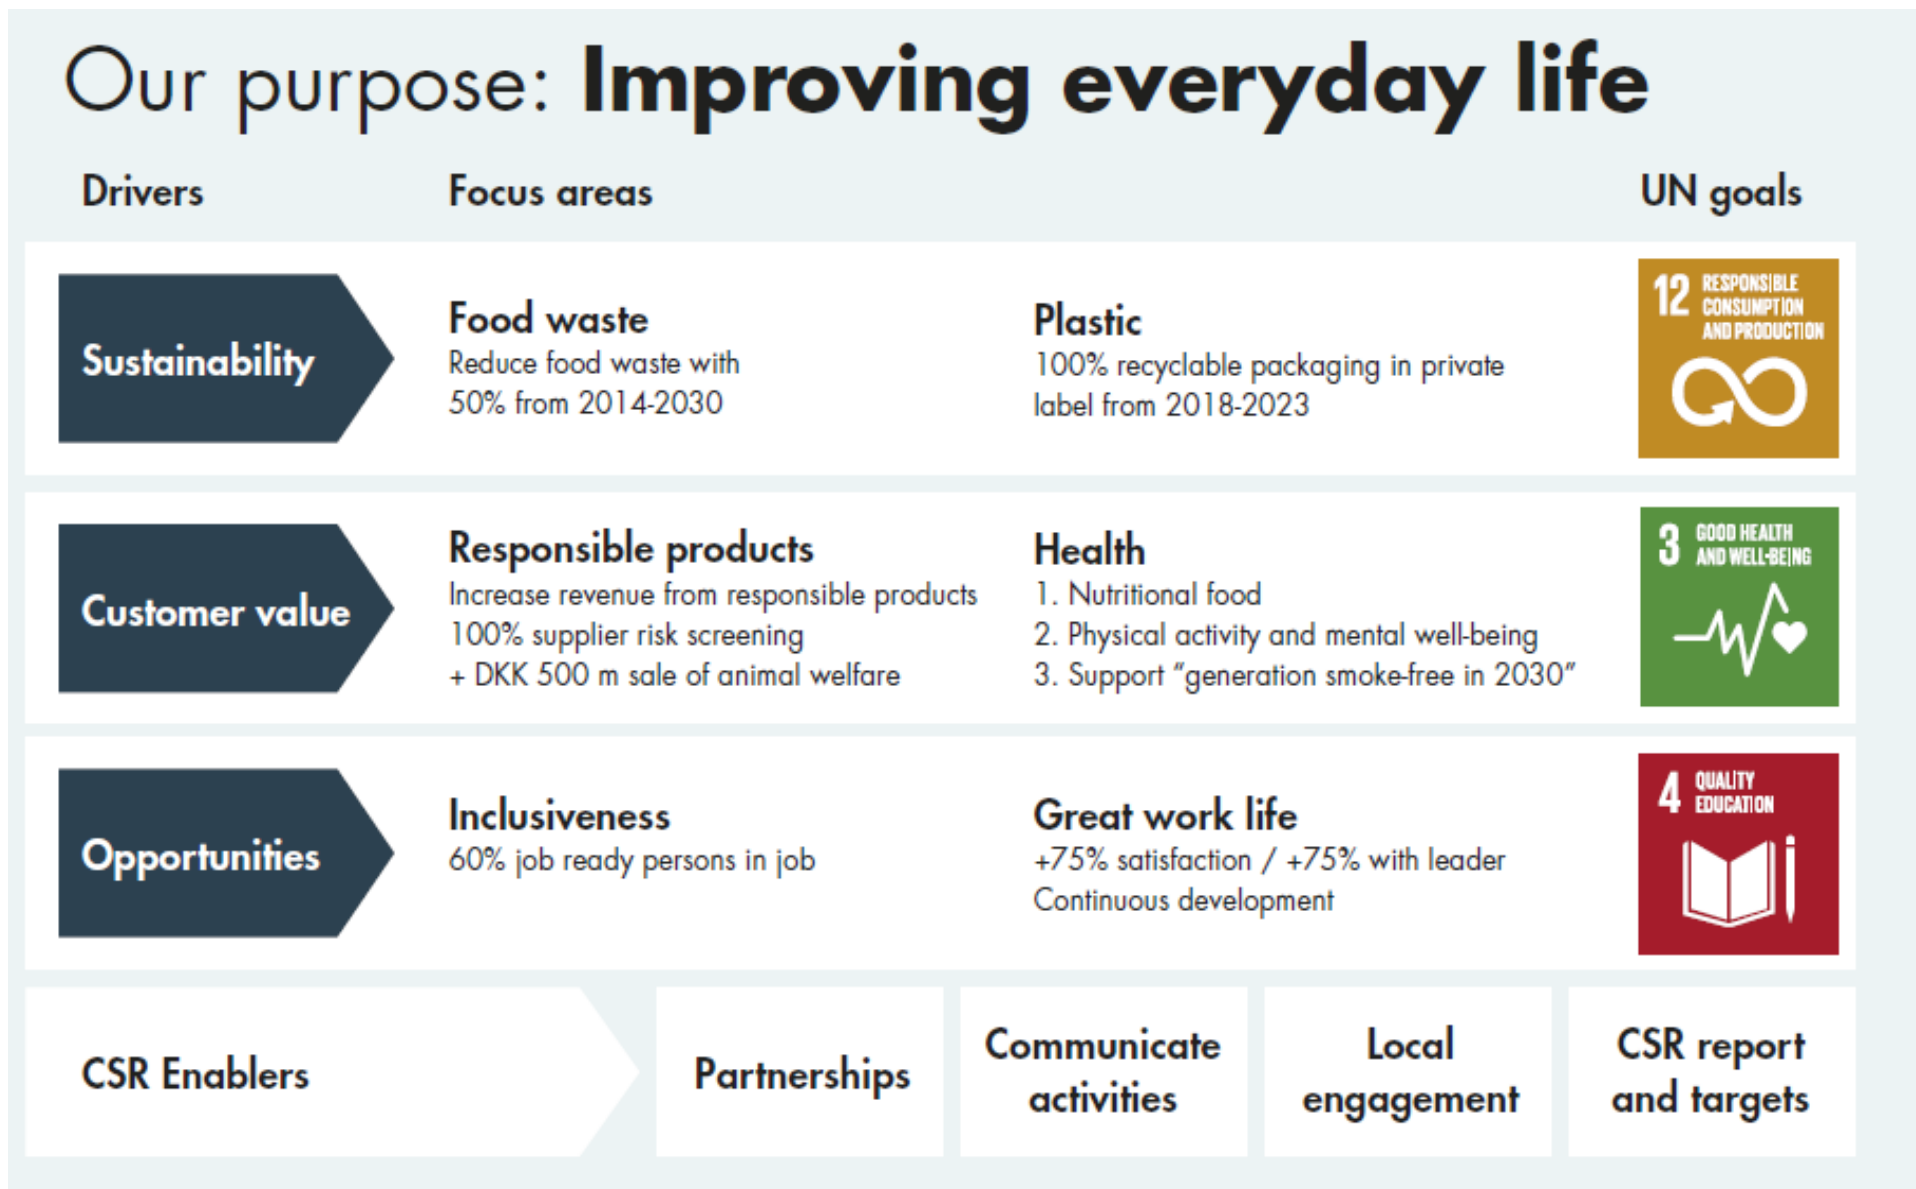 Our purpose: Improving everyday life
Drivers
Focus areas
UN goals
Sustainability
Food waste
Reduce food waste with
50% from 2014-2030
Plastic
100% recyclable packaging in private
label from 2018-2023
12 RESPONSIBLE
CONSUMPTION
AND PRODUCTION
Customer value
Responsible products
Increase revenue from responsible products
100% supplier risk screening
+ DKK 500 m sale of animal welfare
Health
1. Nutritional food
2. Physical activity and mental well-being
3. Support “generation smoke-free in 2030”
3 GOOD HEALTH
AND WELL-BEING
Opportunities
Inclusiveness
60% job ready persons in job
Great work life
+75% satisfaction / +75% with leader
Continuous development
4 QUALITY
EDUCATION
CSR Enablers
Partnerships
Communicate
activities
Local
engagement
CSR report
and targets